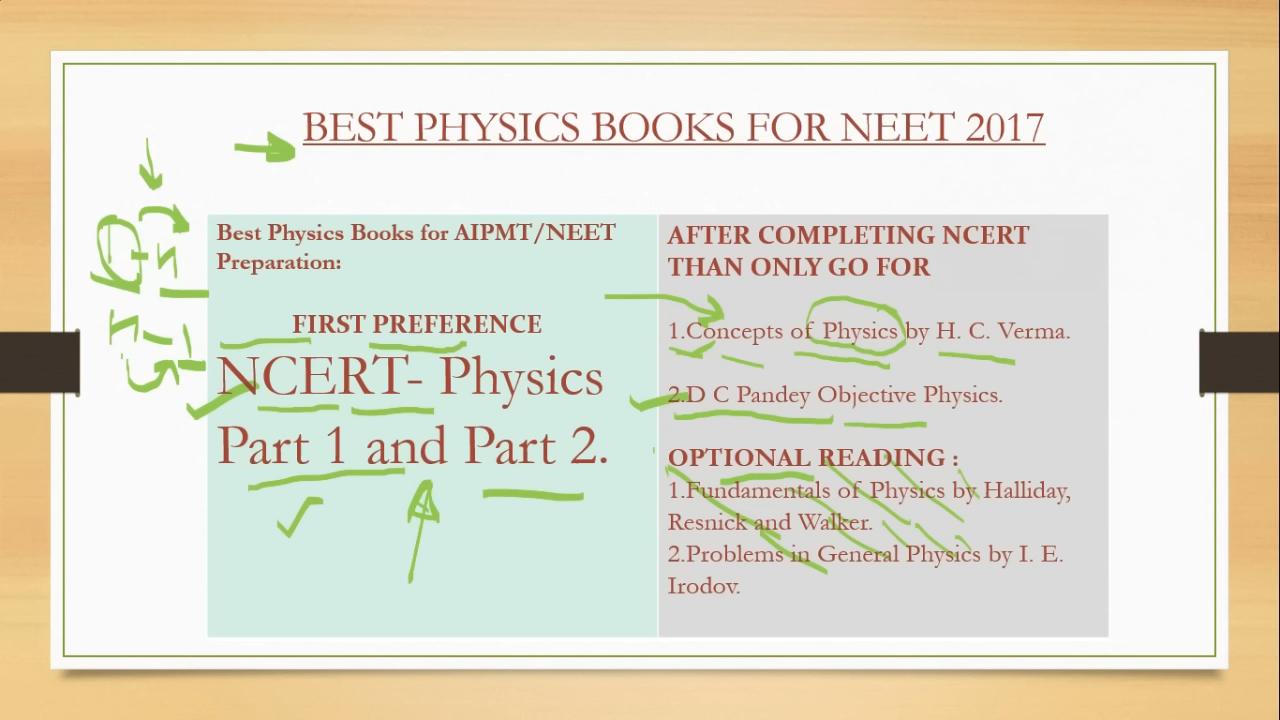 BEST PHYSICS BOOKS FOR NEET 2017
Best Physics Books for AIPMT/NEET
Preparation:
FIRST PREFERENCE
NCERT- Physics
Part 1 and Part 2.
AFTER COMPLETING NCERT
THAN ONLY GO FOR
1.Concepts of Physics by H. C. Verma.
2.D C Pandey Objective Physics.
OPTIONAL READING :
1.Fundamentals of Physics by Halliday,
Resnick and Walker.
2.Problems in General Physics by I. E.
Irodov.